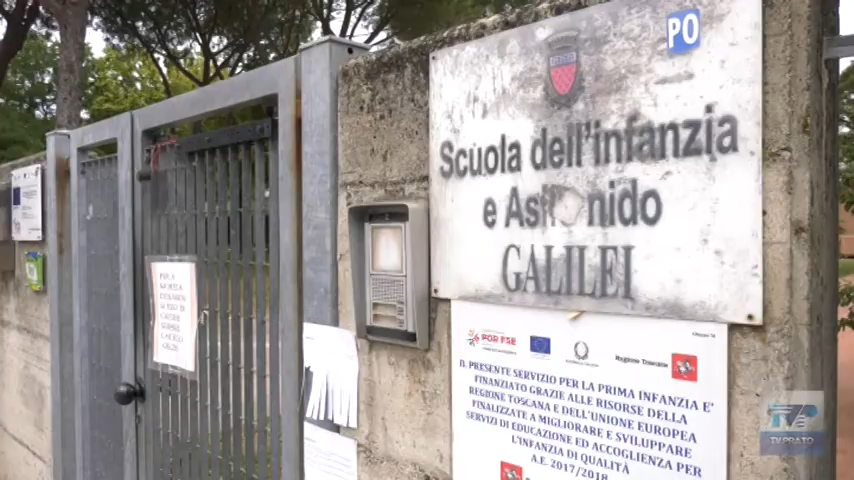 PO
Scuola dell'infanzia
e Asilo nido
GALILEI
POR FSE
Regione Toscana
IL PRESENTE SERVIZIO PER LA PRIMA INFANZIA E'
FINANZIATO GRAZIE ALLE RISORSE DELLA
REGIONE TOSCANA E DELL'UNIONE EUROPEA
FINALIZZATE A MIGLIORARE E SVILUPPARE
SERVIZI DI EDUCAZIONE ED ACCOGLIENZA PER
L'INFANZIA DI QUALITÀ
A.E. 2017/2018
TV PRATO